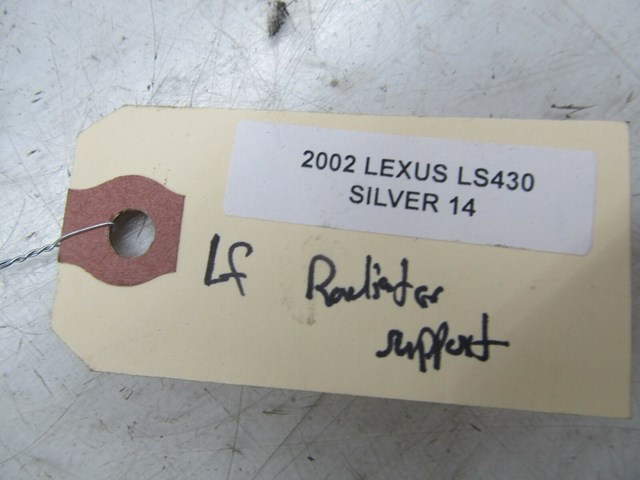 2002 LEXUS LS430
SILVER 14
Lf Radiator
support